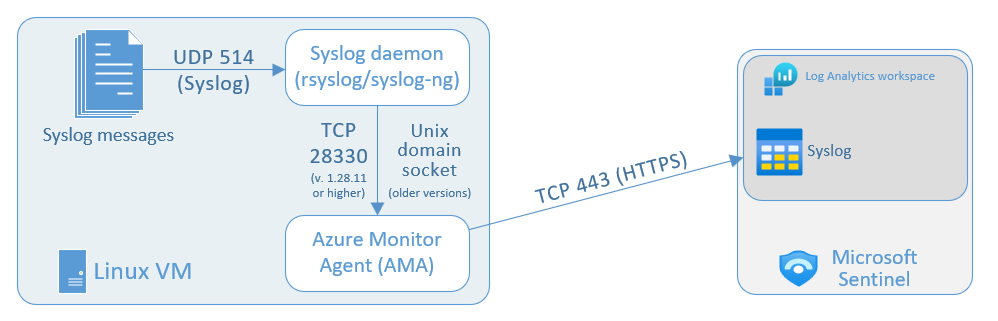 Syslog messages
UDP 514
(Syslog)
Syslog daemon
(rsyslog/syslog-ng)
TCP
28330
(v. 1.28.11
or higher)
Unix
domain
socket
(older versions)
Azure Monitor
Agent (AMA)
Linux VM
TCP 443 (HTTPS)
Log Analytics workspace
Syslog
Microsoft
Sentinel